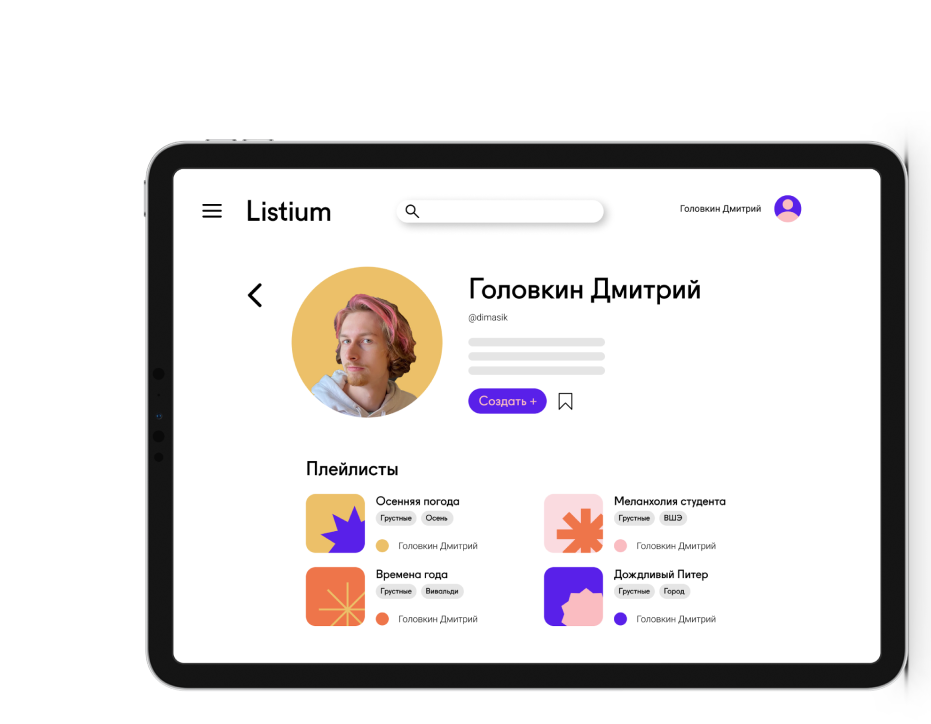 Listium
Головкин Дмитрий
Головкин Дмитрий
@dimasik
Создать +
Плейлисты
Осенняя погода
Грустные Осень
Головкин Дмитрий
Меланхолия студента
Грустные ВШЭ
Головкин Дмитрий
Времена года
Грустные Вивальди
Головкин Дмитрий
Дождливый Питер
Грустные Город
Головкин Дмитрий